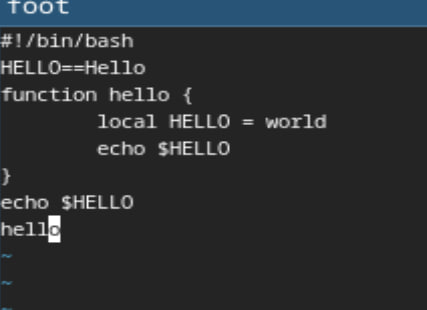 foot
#!/bin/bash
HELLO==Hello
function hello {
        local HELLO = world
        echo $HELLO
}
echo $HELLO
hello
~
~
~